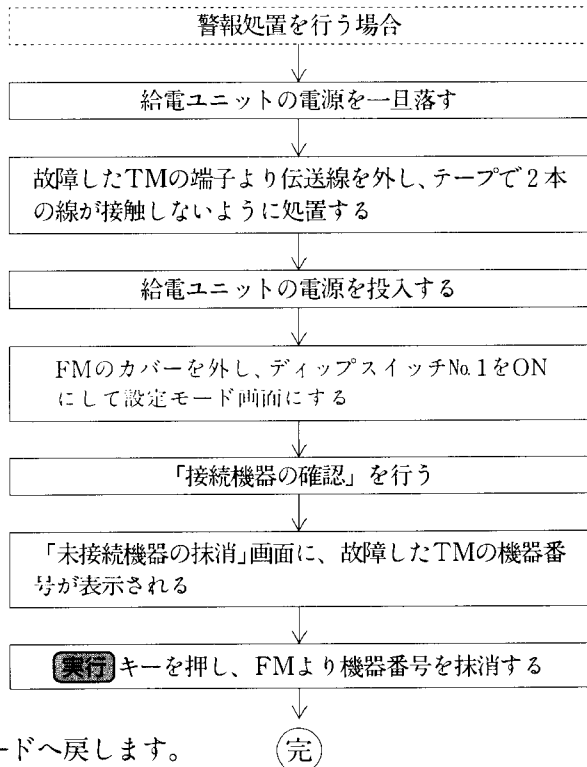 警報処置を行う場合
給電ユニットの電源を一旦落す
故障したTMの端子より伝送線を外し、テープで2本
の線が接触しないように処置する
給電ユニットの電源を投入する
FMのカバーを外し、ディップスイッチ№1をON
にして設定モード画面にする
「接続機器の確認」を行う
「未接続機器の抹消」画面に、故障したTMの機器番
号が表示される
実行キーを押し、FMより機器番号を抹消する
ードへ戻します。
完